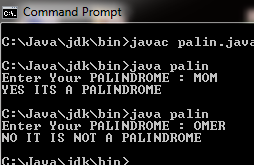 Command Prompt
C:\Java\jdk\bin>javac palin.java
C:\Java\jdk\bin>java palin
Enter Your PALINDROME : MOM
YES ITS A PALINDROME
C:\Java\jdk\bin>java palin
Enter Your PALINDROME : OMER
NO IT IS NOT A PALINDROME
C:\Java\jdk\bin>